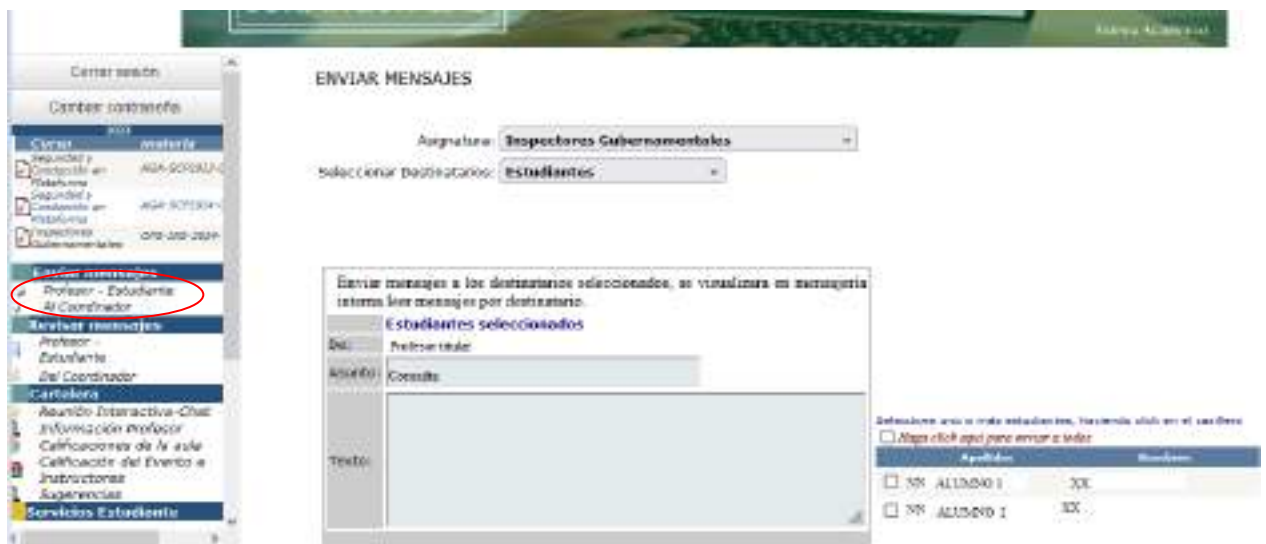 Cerrar sesión
Cambiar contraseña
Curso materia
Seguridad y
Conducción en
Plataforma
Seguridad y
Conducción en
Plataforma
Inspectores
Gubernamentales
Enviar mensajes
Profesor - Estudiante
Al Coordinador
Revisar mensajes
Profesor -
Estudiante
Del Coordinador
Cartelera
Reunión Interactiva-Chat
Información Profesor
Calificaciones de la aula
Calificación del Evento e
Instructores
Sugerencias
Servicios Estudiante
ENVIAR MENSAJES
Asignatura: Inspectores Gubernamentales
Seleccionar Destinatarios: Estudiantes
Enviar mensajes a los destinatarios seleccionados, se visualizara en mensajería
interna leer mensajes por destinatario.
Estudiantes seleccionados
De: Profesor titular
Asunto: Consulta
Texto:
Seleccione uno o más estudiantes, haciendo click en el casillero
Haga click aquí para enviar a todos
Apellidos Nombres
NN ALUMNO 1 XX
NN ALUMNO 2 XX